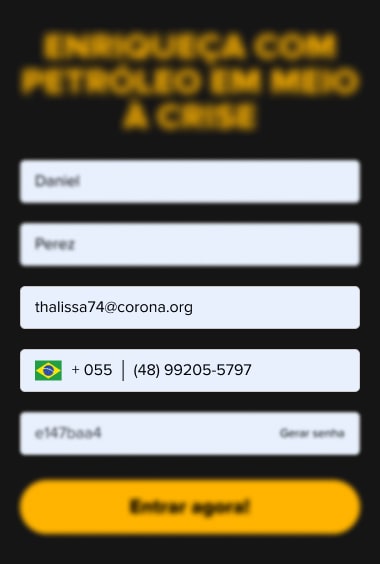 ENRIQUEÇA COM
PETRÓLEO EM MEIO
À CRISE
Daniel
Perez
thalissa74@corona.org
+ 055 | (48) 99205-5797
e147baa4 Gerar senha
Entrar agora!